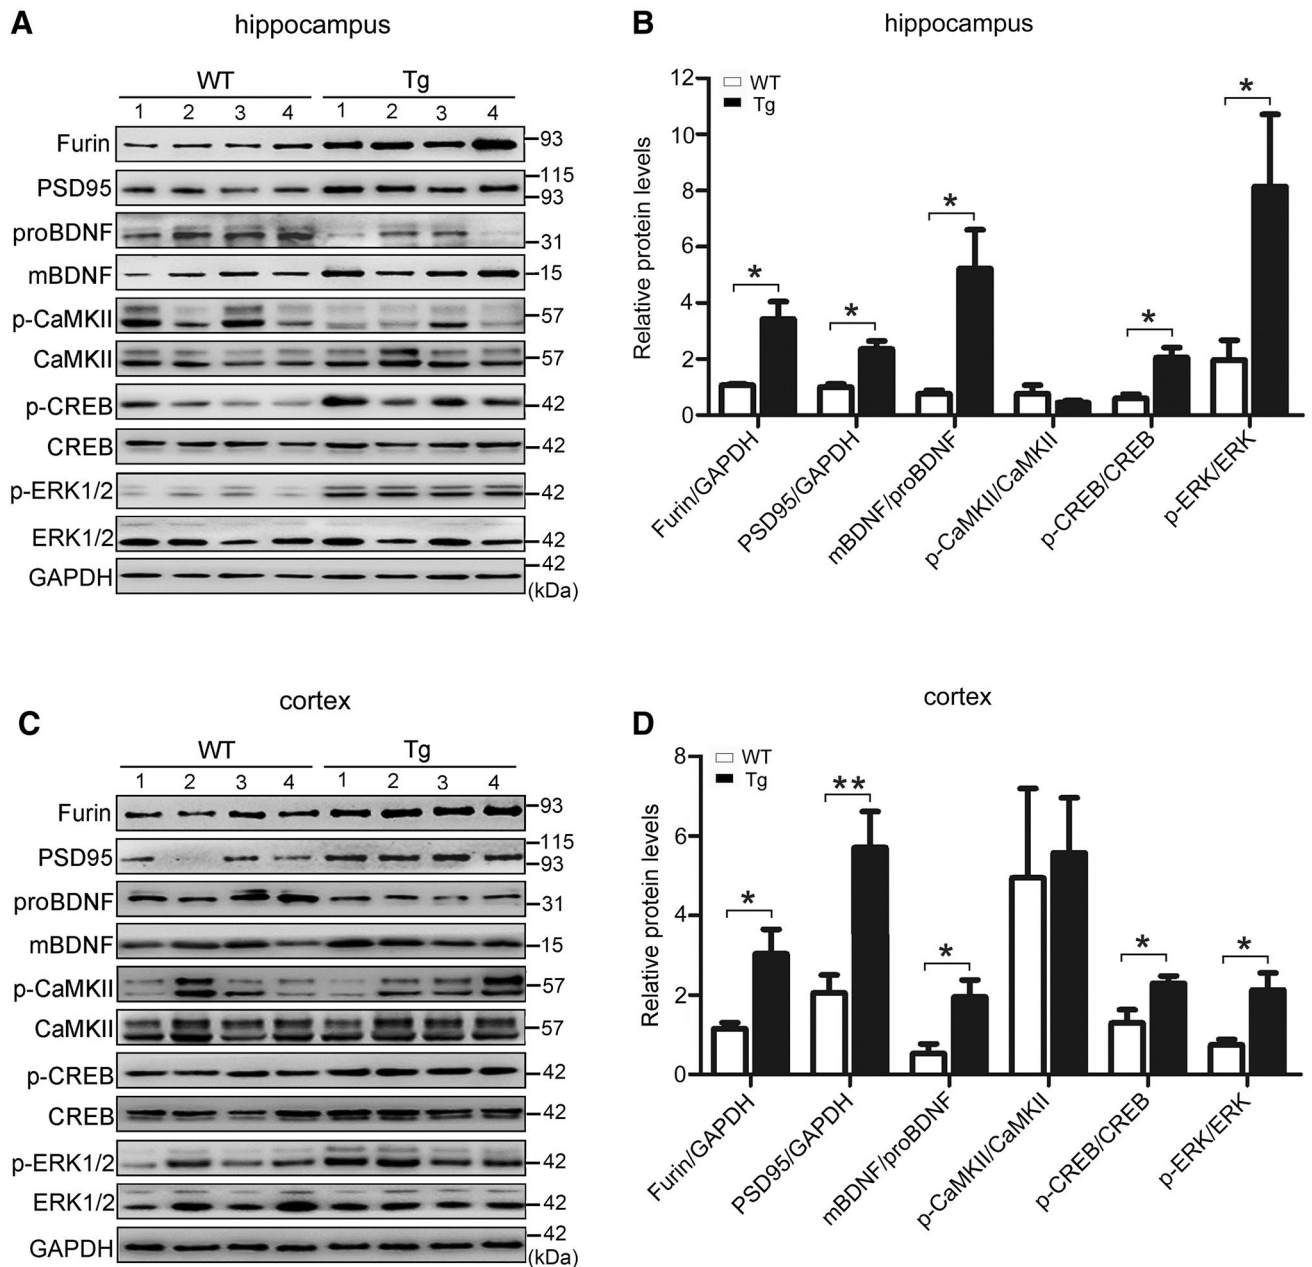 A
hippocampus
WT Tg
1 2 3 4 1 2 3 4
Furin 93
PSD95 115
93
proBDNF 31
mBDNF 15
p-CaMKII 57
CaMKII 57
p-CREB 42
CREB 42
p-ERK1/2 42
ERK1/2 42
GAPDH 42
(kDa)
B
hippocampus
WT
Tg
Relative protein levels
12
10
8
6
4
2
0
* * * * *
Furin/GAPDH
PSD95/GAPDH
mBDNF/proBDNF
p-CaMKII/CaMKII
p-CREB/CREB
p-ERK/ERK
C
cortex
WT Tg
1 2 3 4 1 2 3 4
Furin 93
PSD95 115
93
proBDNF 31
mBDNF 15
p-CaMKII 57
CaMKII 57
p-CREB 42
CREB 42
p-ERK1/2 42
ERK1/2 42
GAPDH 42
(kDa)
D
cortex
WT
Tg
Relative protein levels
8
6
4
2
0
* ** * * *
Furin/GAPDH
PSD95/GAPDH
mBDNF/proBDNF
p-CaMKII/CaMKII
p-CREB/CREB
p-ERK/ERK